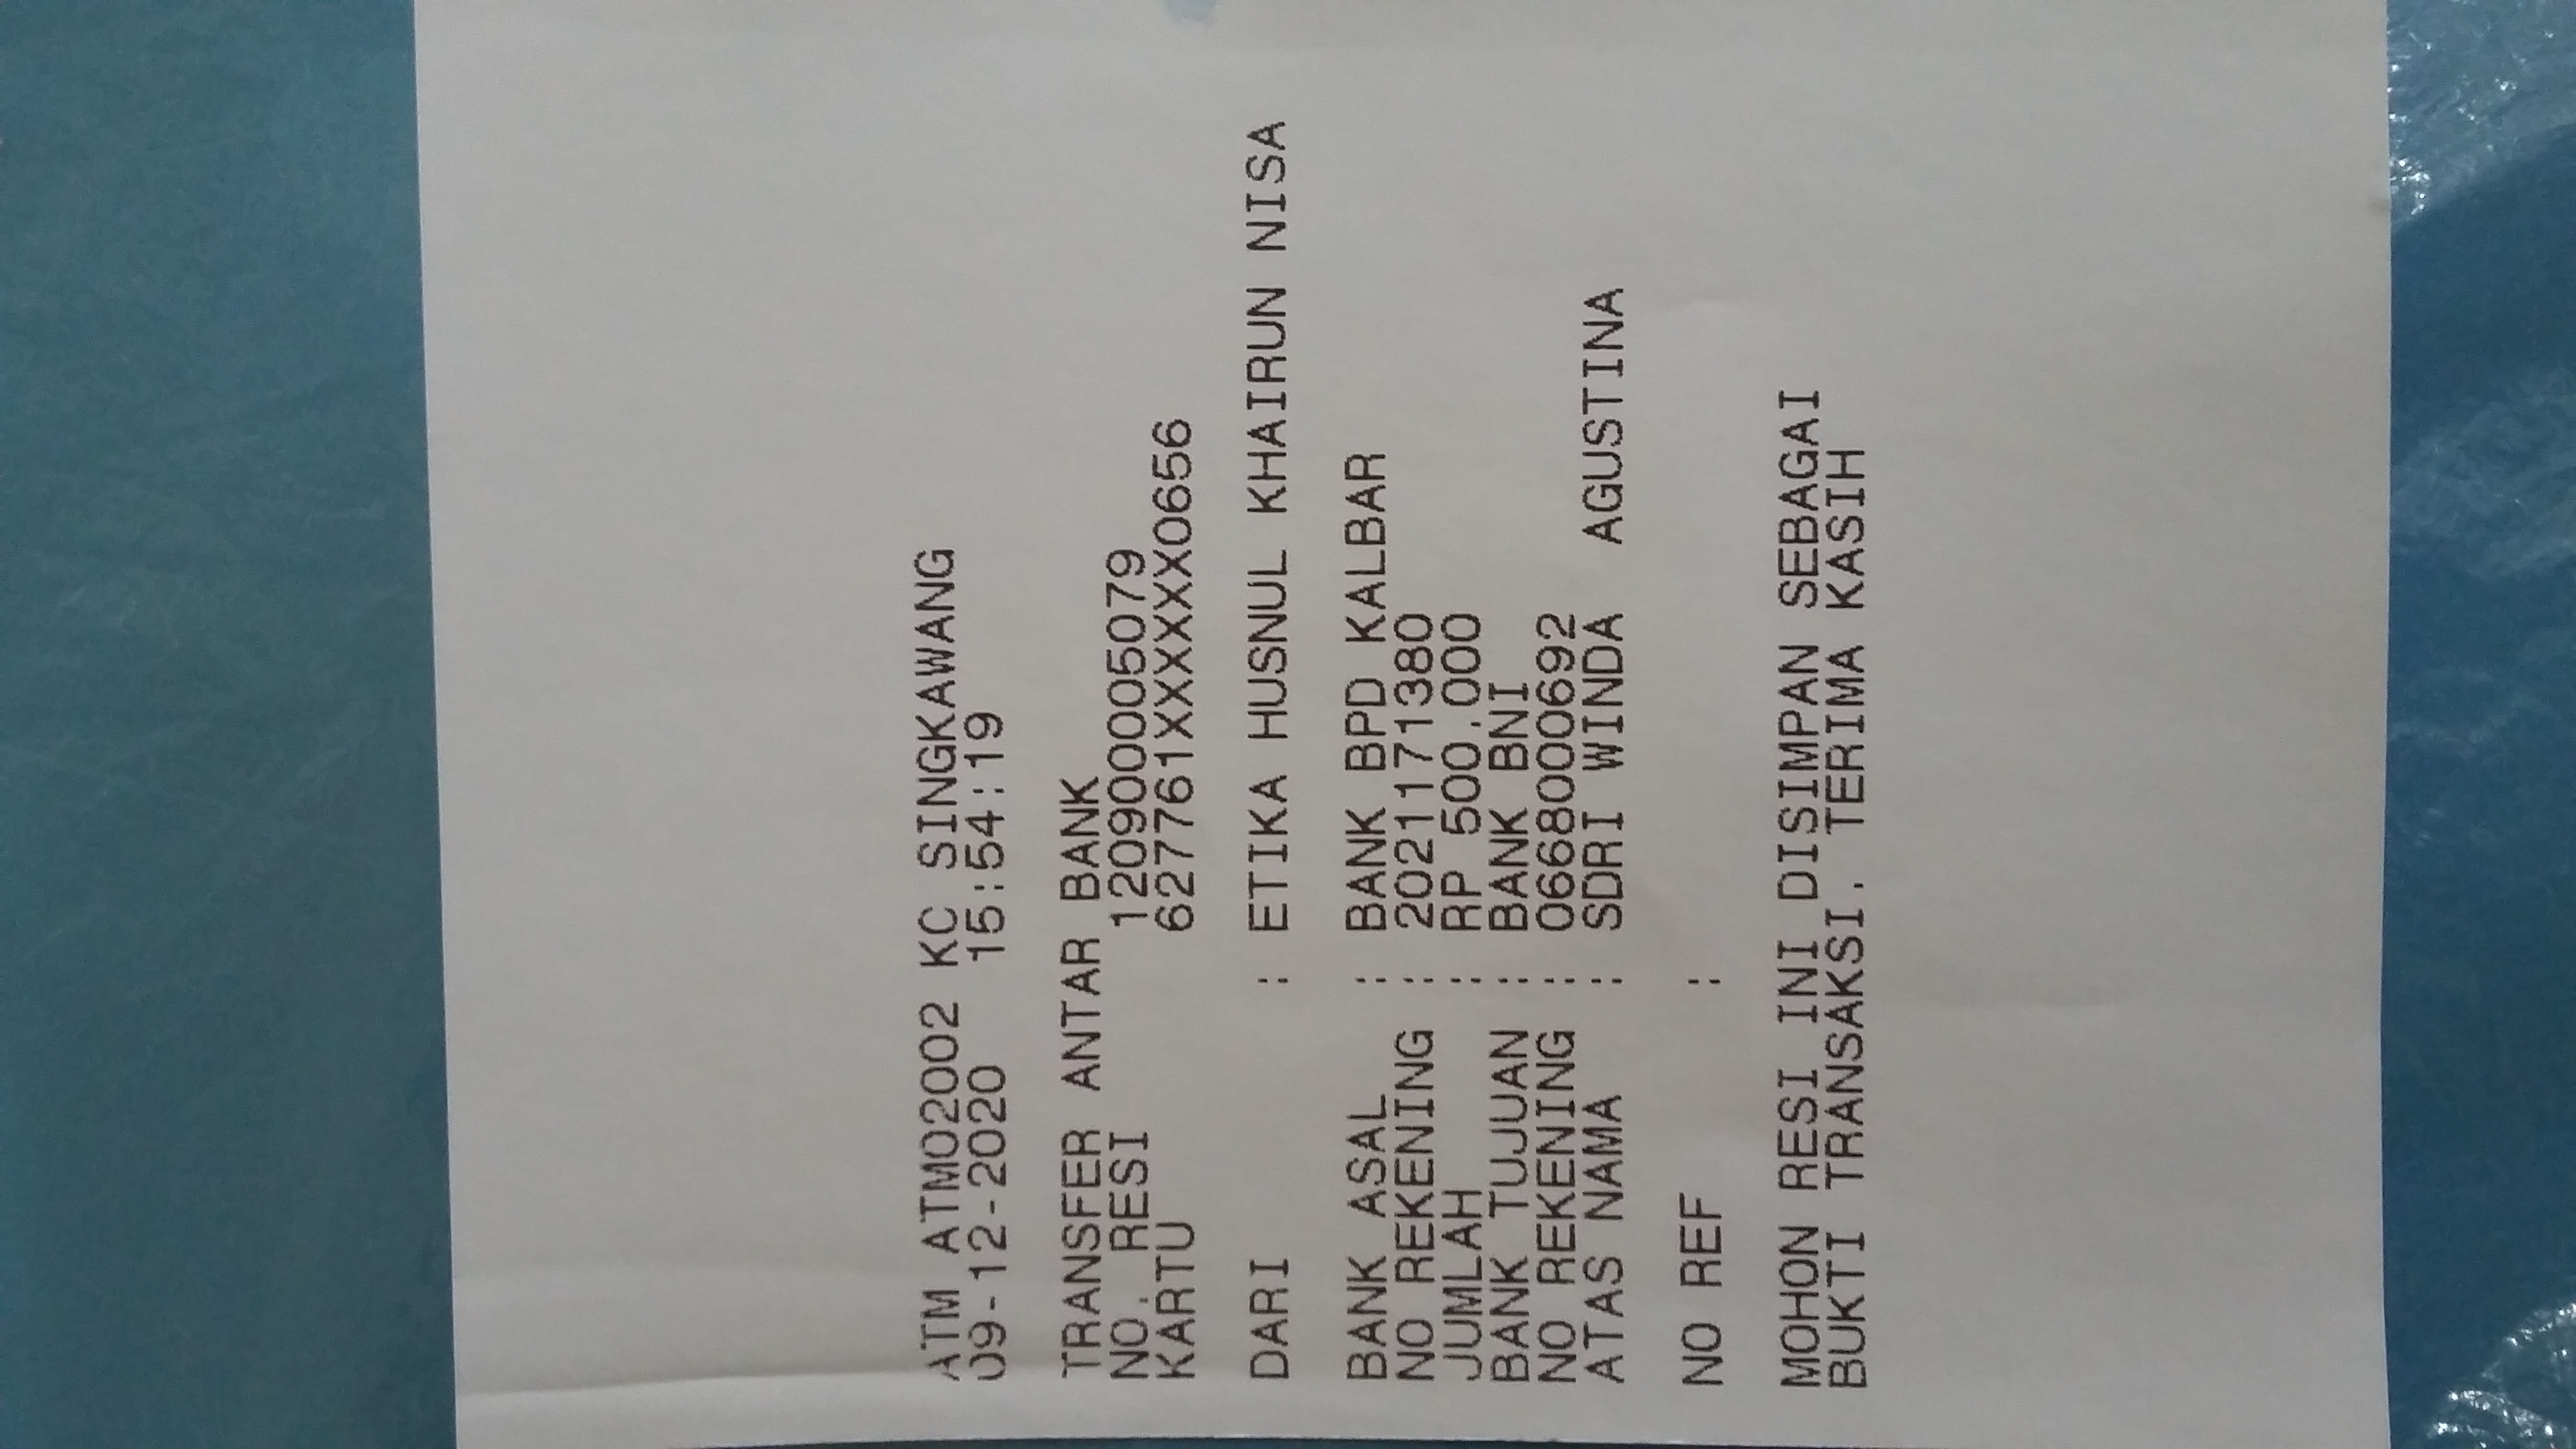 ATM ATM02002 KC SINGKAWANG
09-12-2020 15:54:19
TRANSFER ANTAR BANK
NO. RESI 120900005079
KARTU 627761XXXXXX0656
DARI : ETIKA HUSNUL KHAIRUN NISA
BANK ASAL : BANK BPD KALBAR
NO REKENING : 2021171380
JUMLAH : RP 500.000
BANK TUJUAN : BANK BNI
NO REKENING : 0668000692
ATAS NAMA : SDRI WINDA AGUSTINA
NO REF :
MOHON RESI INI DISIMPAN SEBAGAI
BUKTI TRANSAKSI. TERIMA KASIH